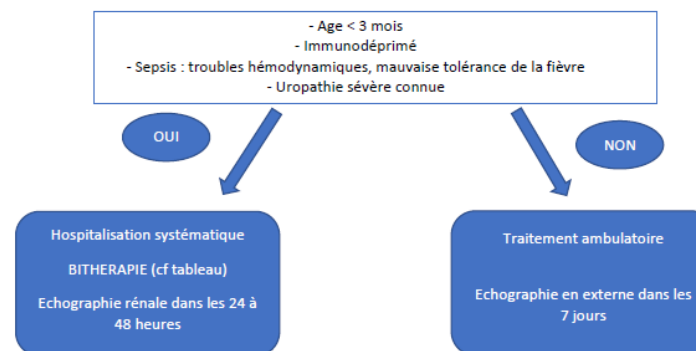 - Age < 3 mois
- Immunodéprimé
- Sepsis : troubles hémodynamiques, mauvaise tolérance de la fièvre
- Uropathie sévère connue
OUI
NON
Hospitalisation systématique
BITHERAPIE (cf tableau)
Echographie rénale dans les 24 à
48 heures
Traitement ambulatoire
Echographie en externe dans les
7 jours